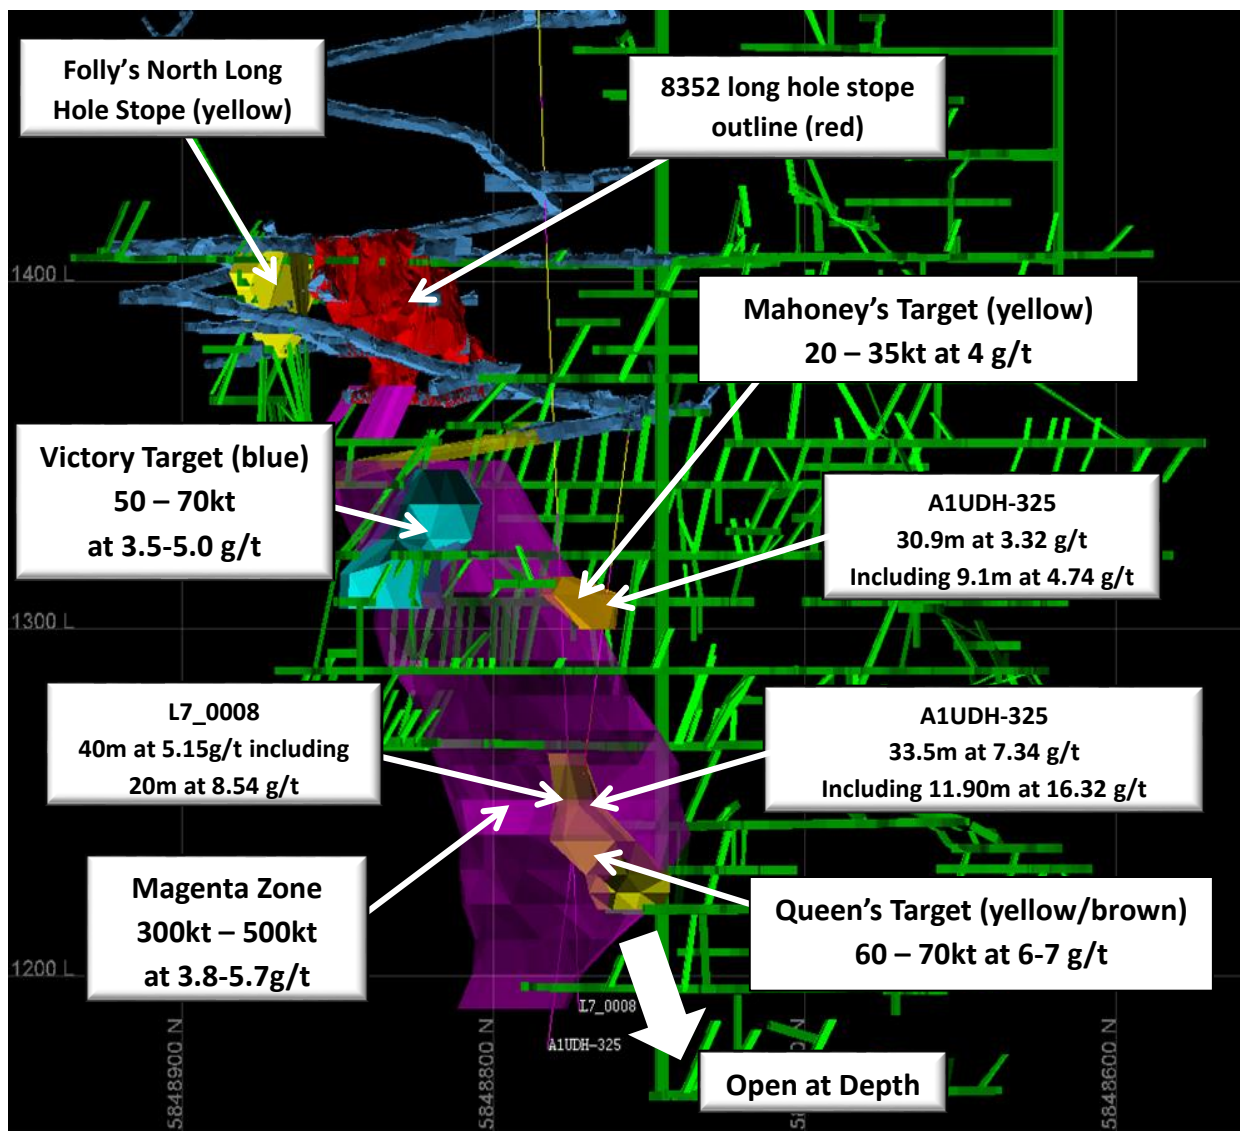 Folly’s North Long
Hole Stope (yellow)
8352 long hole stope
outline (red)
1400 L
Mahoney’s Target (yellow)
20 – 35kt at 4 g/t
Victory Target (blue)
50 – 70kt
at 3.5-5.0 g/t
A1UDH-325
30.9m at 3.32 g/t
Including 9.1m at 4.74 g/t
1300 L
L7_0008
40m at 5.15g/t including
20m at 8.54 g/t
A1UDH-325
33.5m at 7.34 g/t
Including 11.90m at 16.32 g/t
Magenta Zone
300kt – 500kt
at 3.8-5.7g/t
Queen’s Target (yellow/brown)
60 – 70kt at 6-7 g/t
1200 L
L7_0008
A1UDH-325
Open at Depth
5848900 N
5848800 N
5848600 N